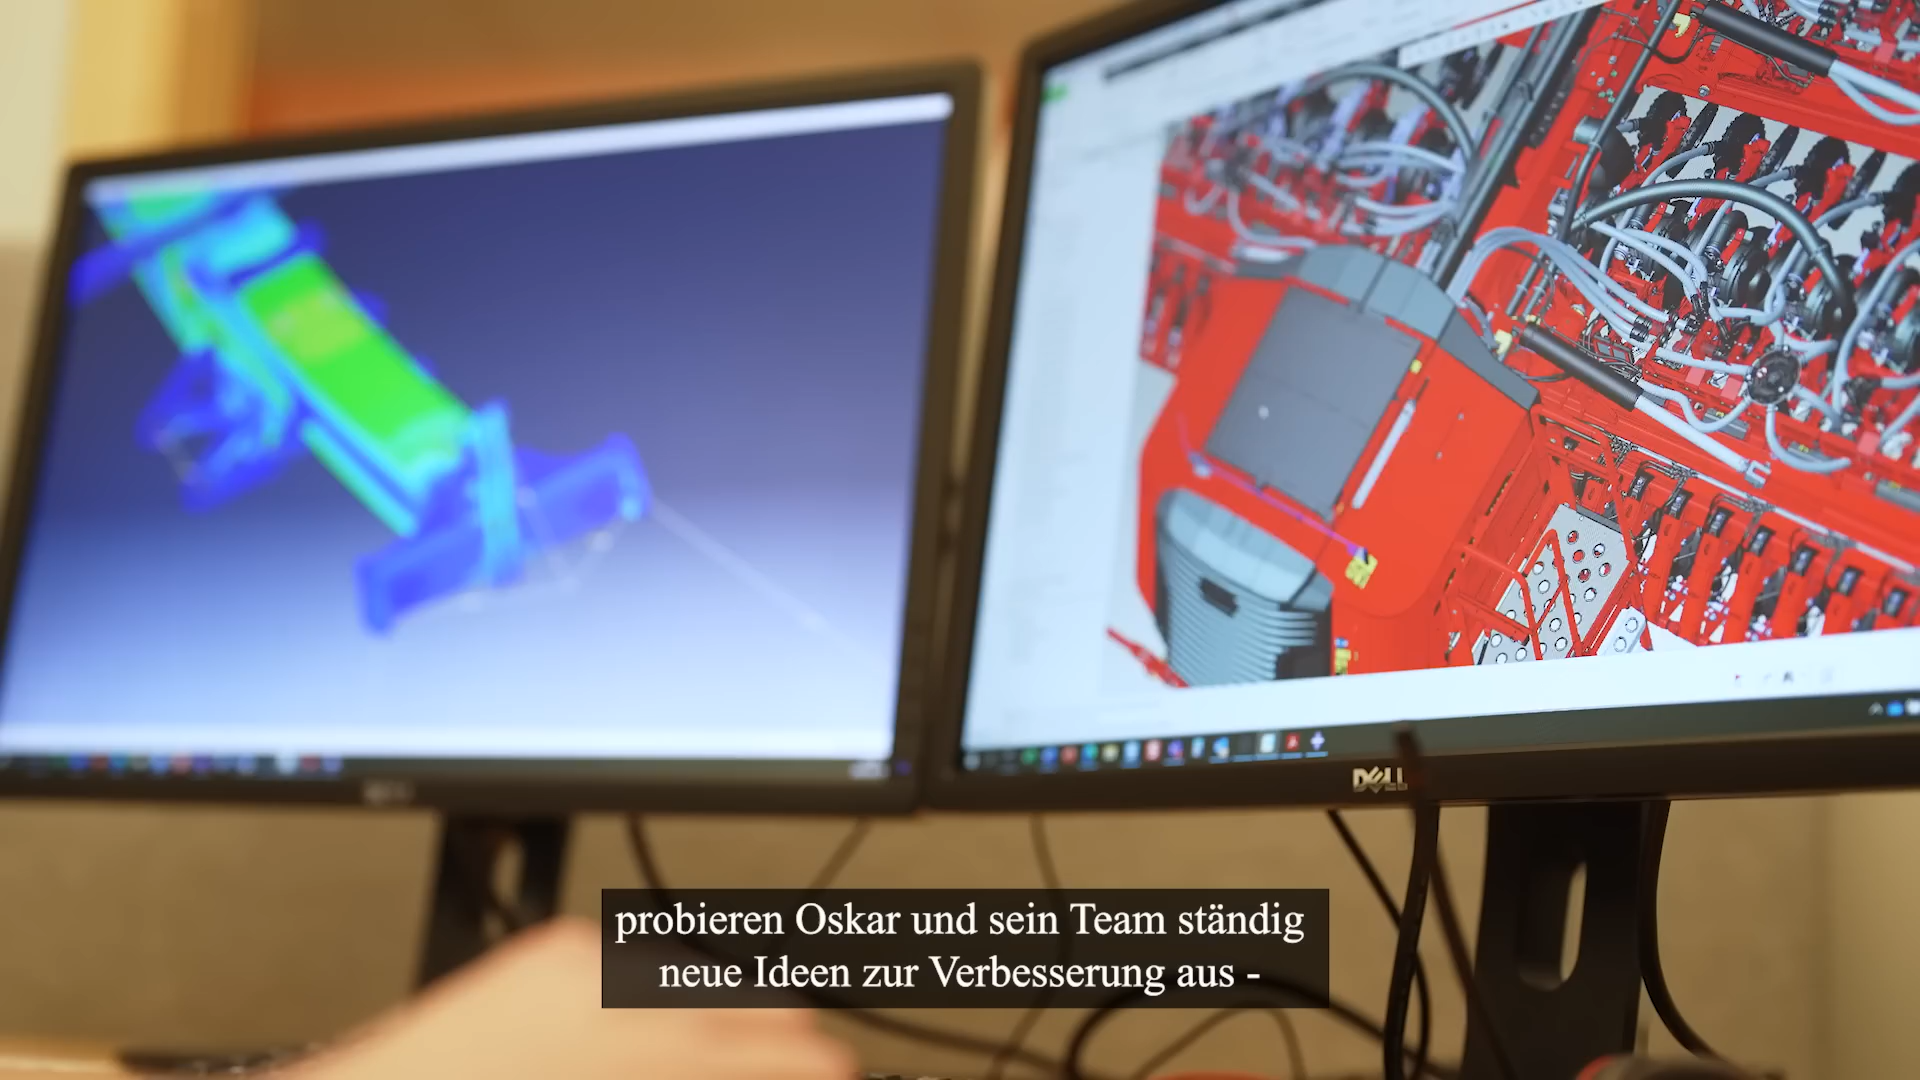 DELL
probieren Oskar und sein Team ständig
neue Ideen zur Verbesserung aus -